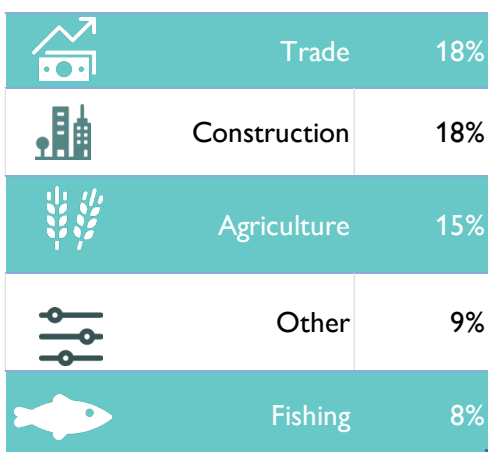 Trade 18%
Construction 18%
Agriculture 15%
Other 9%
Fishing 8%